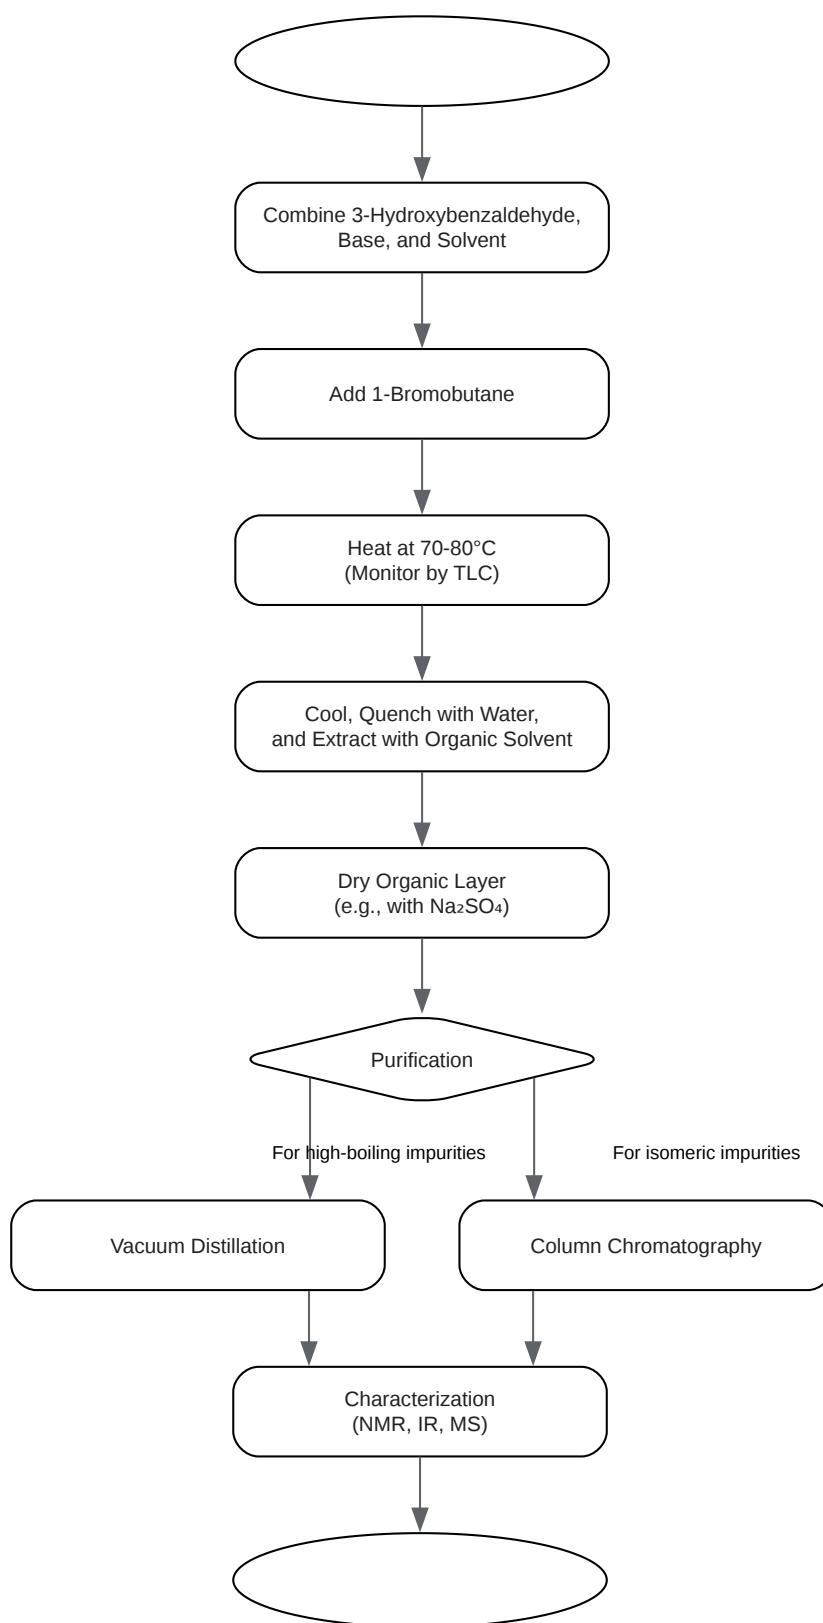 Combine 3-Hydroxybenzaldehyde,
Base, and Solvent
Add 1-Bromobutane
Heat at 70-80°C
(Monitor by TLC)
Cool, Quench with Water,
and Extract with Organic Solvent
Dry Organic Layer
(e.g., with Na₂SO₄)
Purification
For high-boiling impurities
For isomeric impurities
Vacuum Distillation
Column Chromatography
Characterization
(NMR, IR, MS)